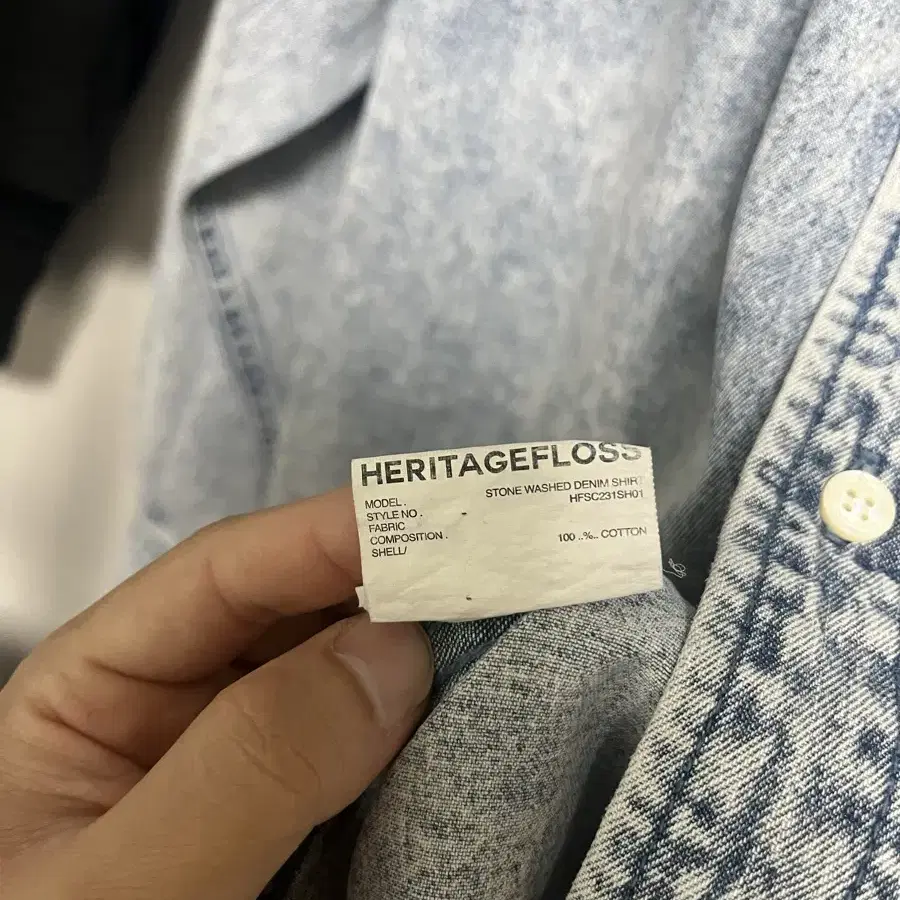 HERITAGEFLOSS
MODEL. STONE WASHED DENIM SHIRT
STYLE NO. HFSC231SH01
FABRIC
COMPOSITION. 100 ..%.. COTTON
SHELL/